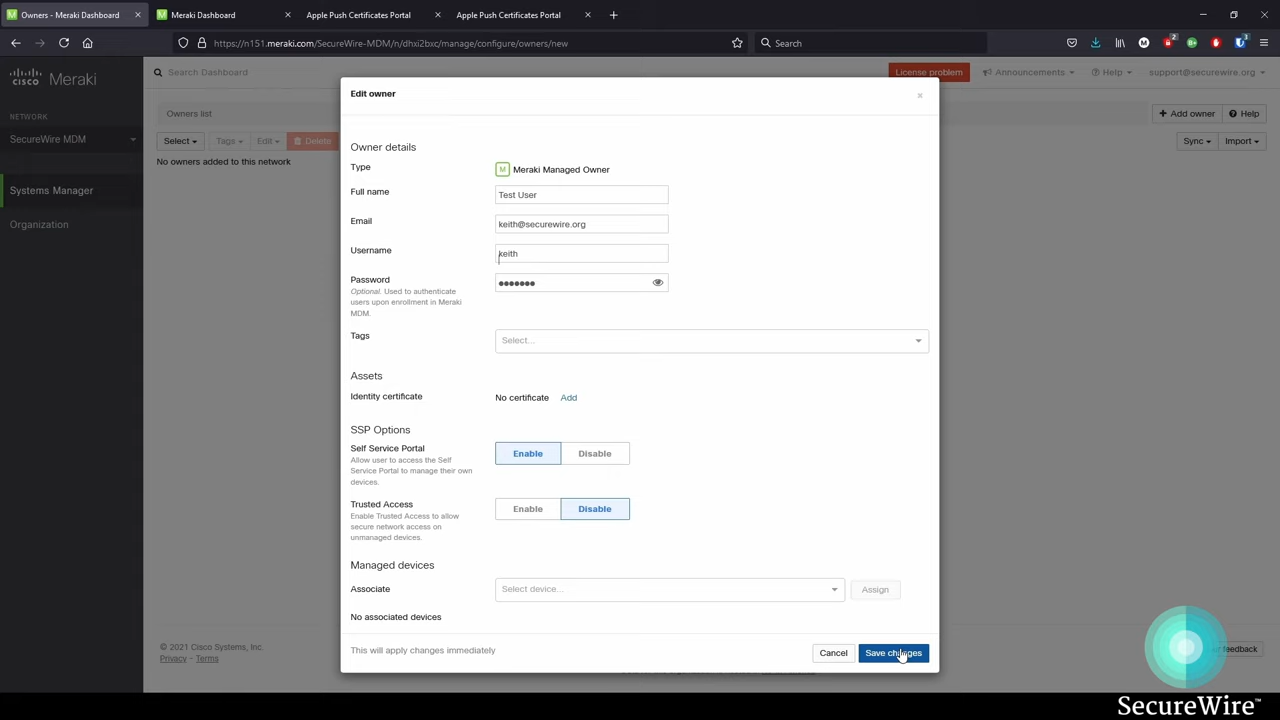 Owners - Meraki Dashboard
Meraki Dashboard
Apple Push Certificates Portal
Apple Push Certificates Portal
https://n151.meraki.com/SecureWire-MDM/n/dhxi2bxc/manage/configure/owners/new
Search
CISCO Meraki
Search Dashboard
License problem
Announcements
Help
support@securewire.org
NETWORK
SecureWire MDM
Systems Manager
Organization
Owners list
Add owner
Help
Select
Tags
Edit
Delete
Sync
Import
No owners added to this network
Edit owner
Owner details
Type
M Meraki Managed Owner
Full name
Test User
Email
keith@securewire.org
Username
keith
Password
Optional. Used to authenticate
users upon enrollment in Meraki
MDM.
Tags
Select...
Assets
Identity certificate
No certificate Add
SSP Options
Self Service Portal
Allow user to access the Self
Service Portal to manage their own
devices.
Enable Disable
Trusted Access
Enable Trusted Access to allow
secure network access on
unmanaged devices.
Enable Disable
Managed devices
Associate
Select device...
Assign
No associated devices
This will apply changes immediately
Cancel
Save changes
© 2021 Cisco Systems, Inc.
Privacy - Terms
feedback
SecureWire™